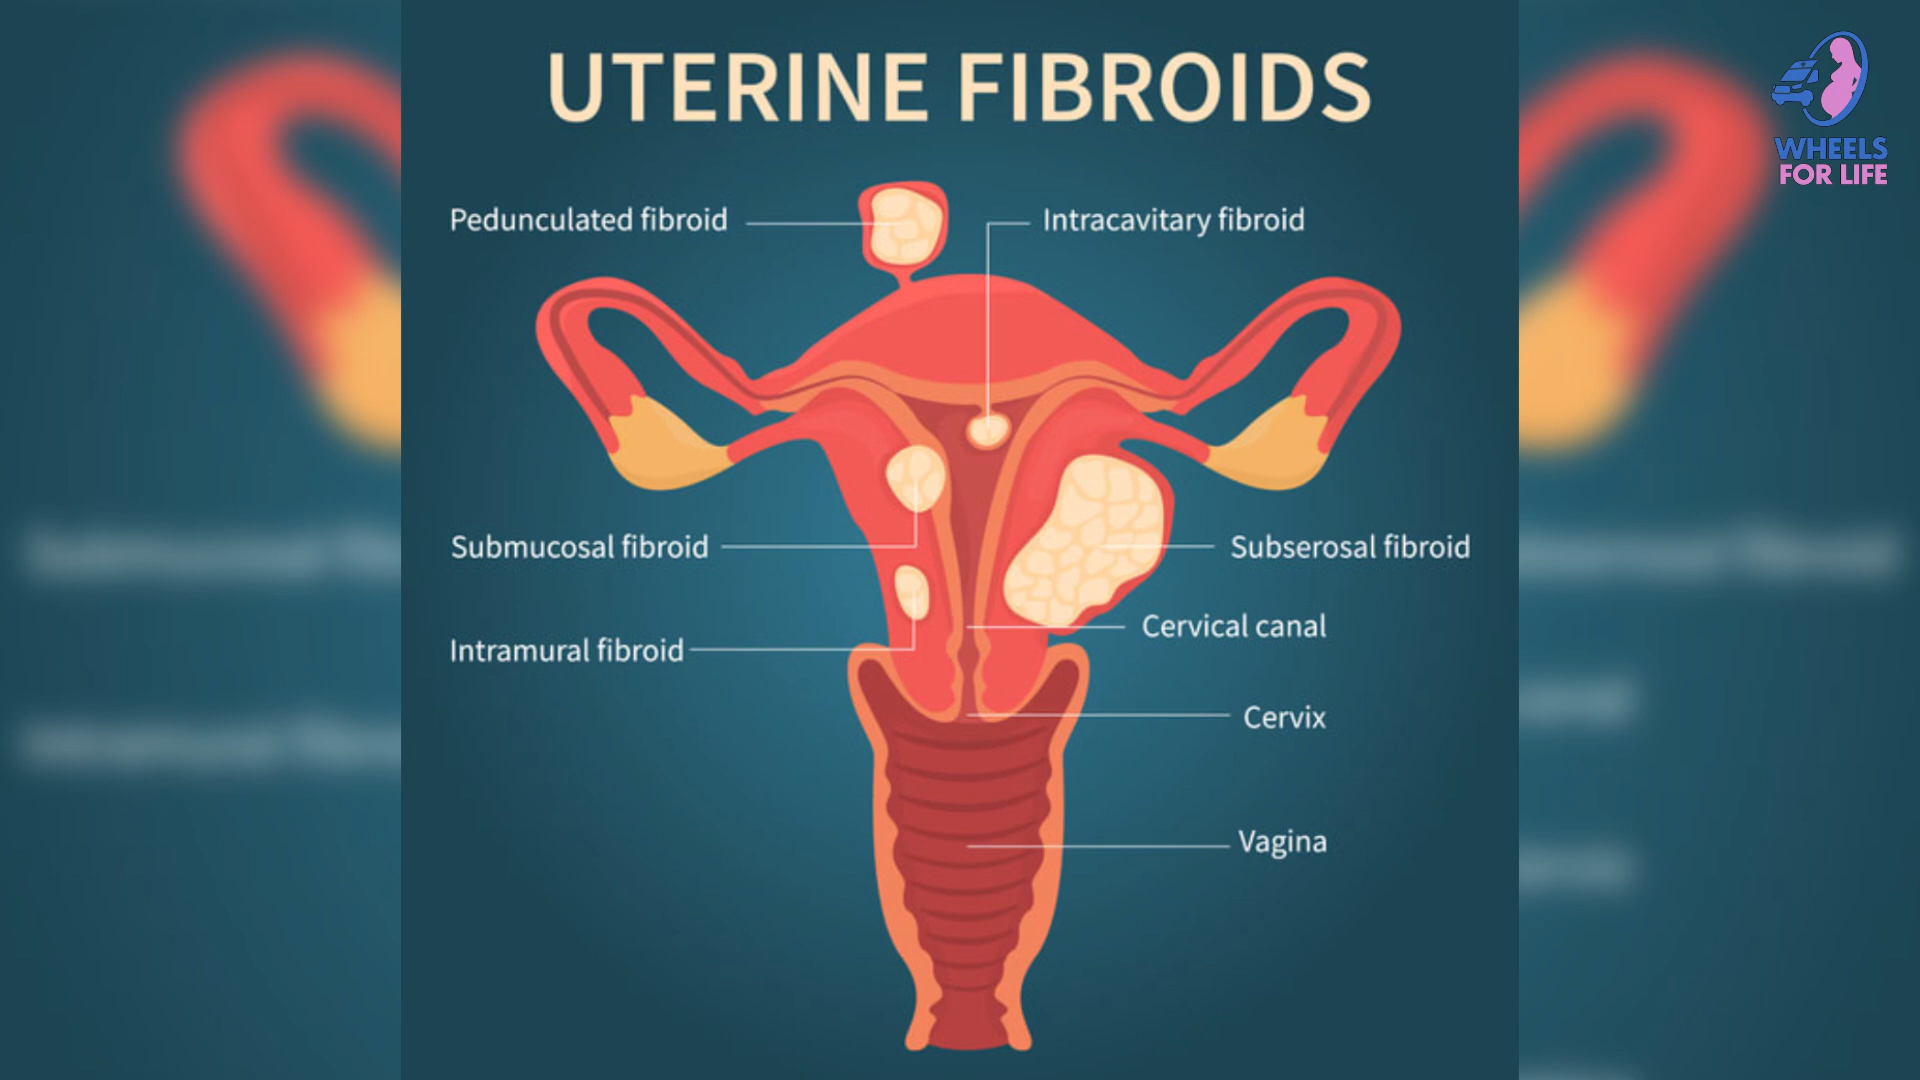 UTERINE FIBROIDS
WHEELS
FOR LIFE
Pedunculated fibroid
Intracavitary fibroid
Submucosal fibroid
Subserosal fibroid
Cervical canal
Intramural fibroid
Cervix
Vagina